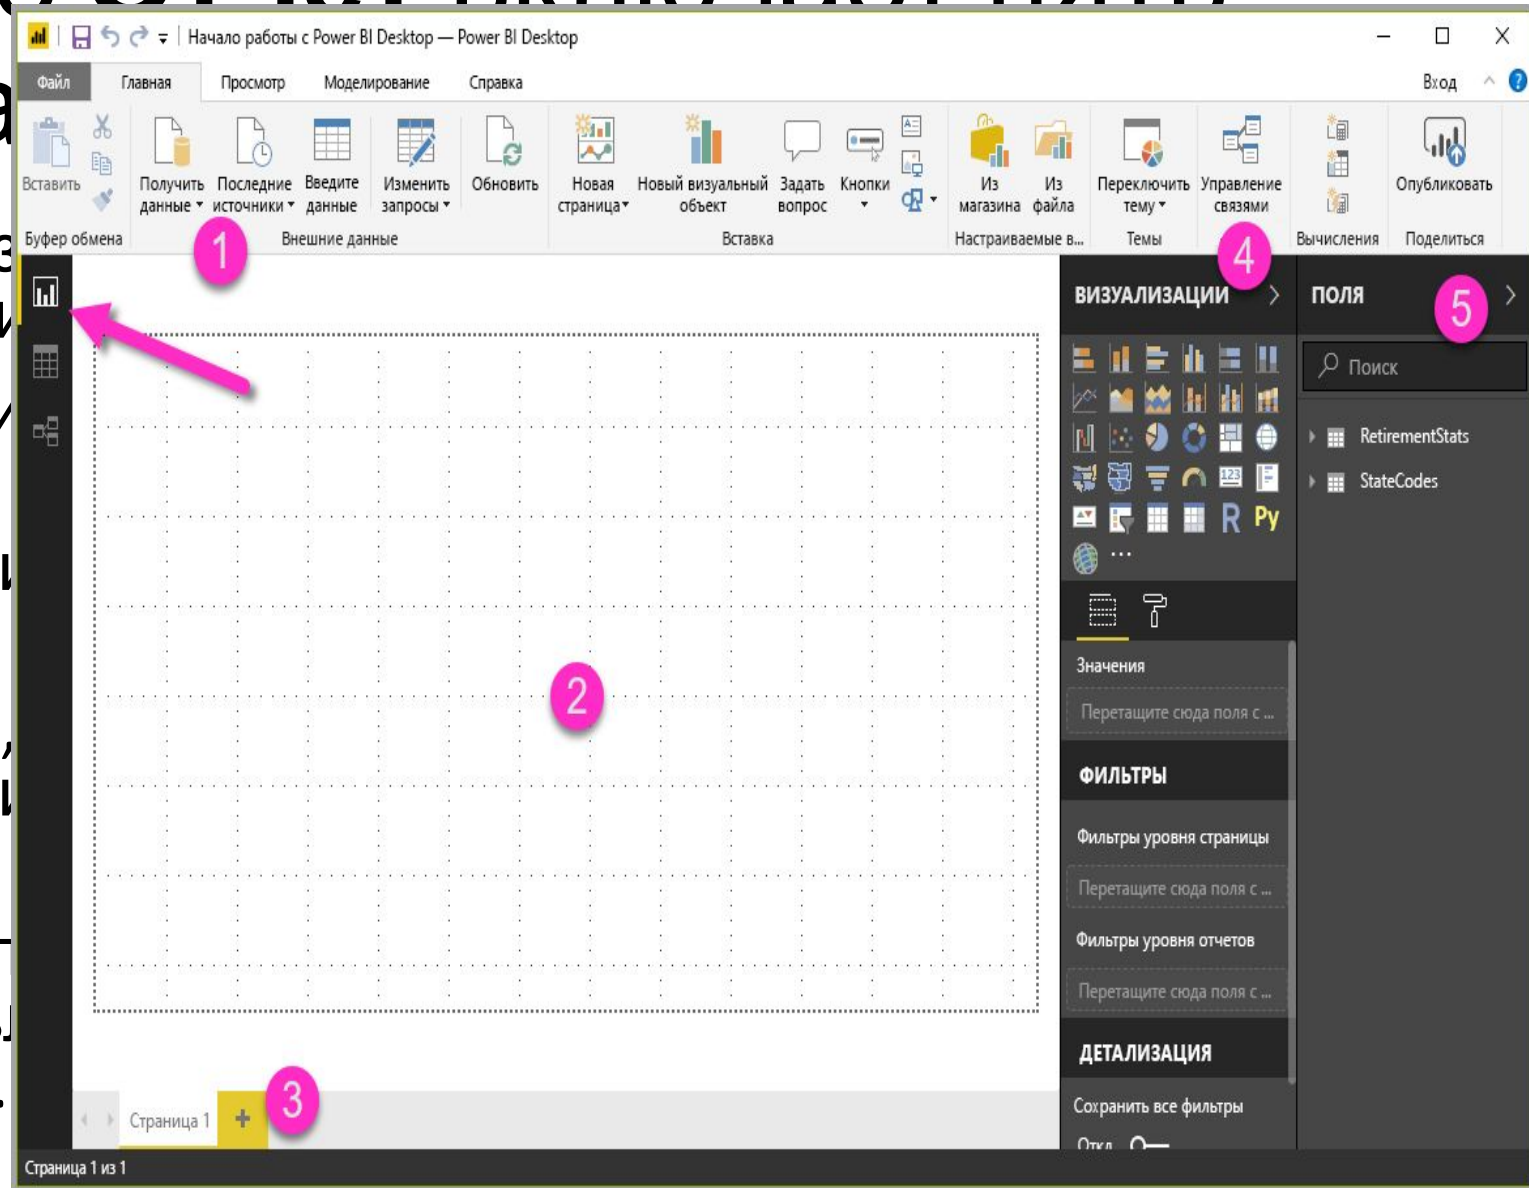 Начало работы с Power BI Desktop — Power BI Desktop
Файл Главная Просмотр Моделирование Справка Вход ?
Вставить
Получить данные
Последние источники
Введите данные
Изменить запросы
Обновить
Новая страница
Новый визуальный объект
Задать вопрос
Кнопки
Из магазина
Из файла
Переключить тему
Управление связями
Опубликовать
Буфер обмена Внешние данные Вставка Настраиваемые в... Темы Вычисления Поделиться
1
4
5
ВИЗУАЛИЗАЦИИ
123
R Py
...
Значения
Перетащите сюда поля с ...
ФИЛЬТРЫ
Фильтры уровня страницы
Перетащите сюда поля с ...
Фильтры уровня отчетов
Перетащите сюда поля с ...
ДЕТАЛИЗАЦИЯ
Сохранить все фильтры
Откл
ПОЛЯ
Поиск
RetirementStats
StateCodes
2
3
Страница 1 +
Страница 1 из 1